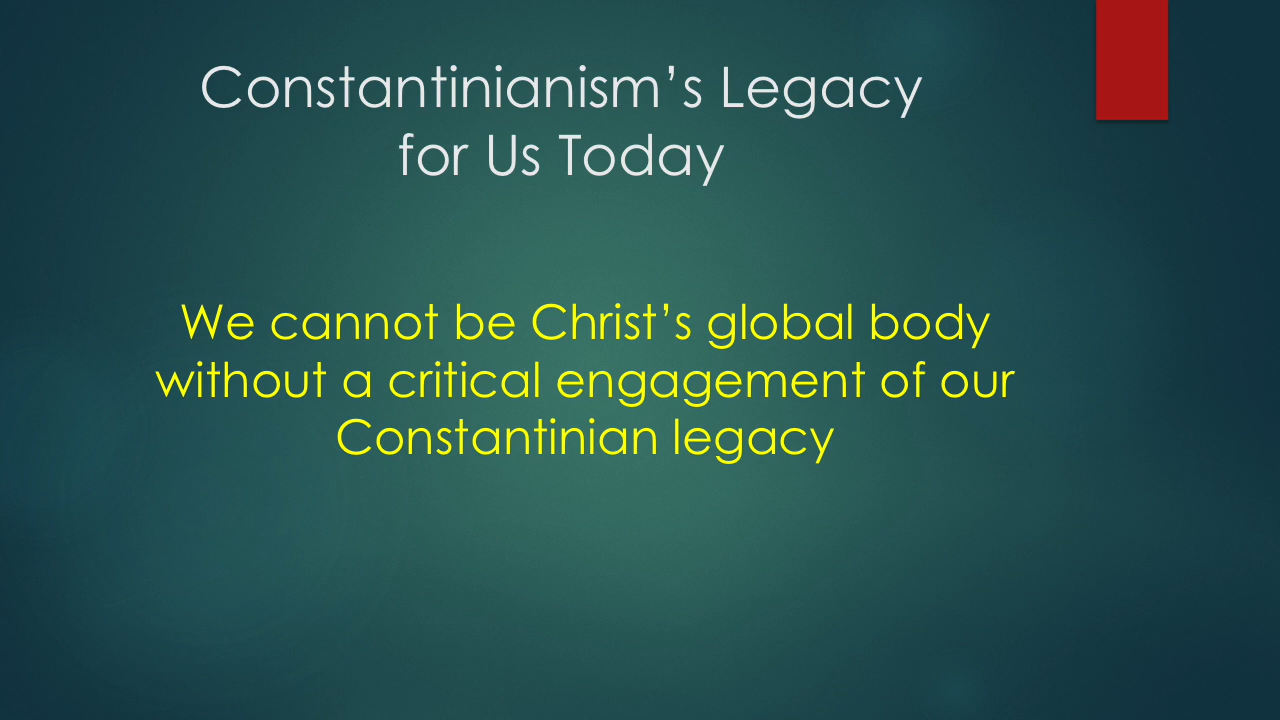 Constantinianism’s Legacy
for Us Today
We cannot be Christ’s global body
without a critical engagement of our
Constantinian legacy